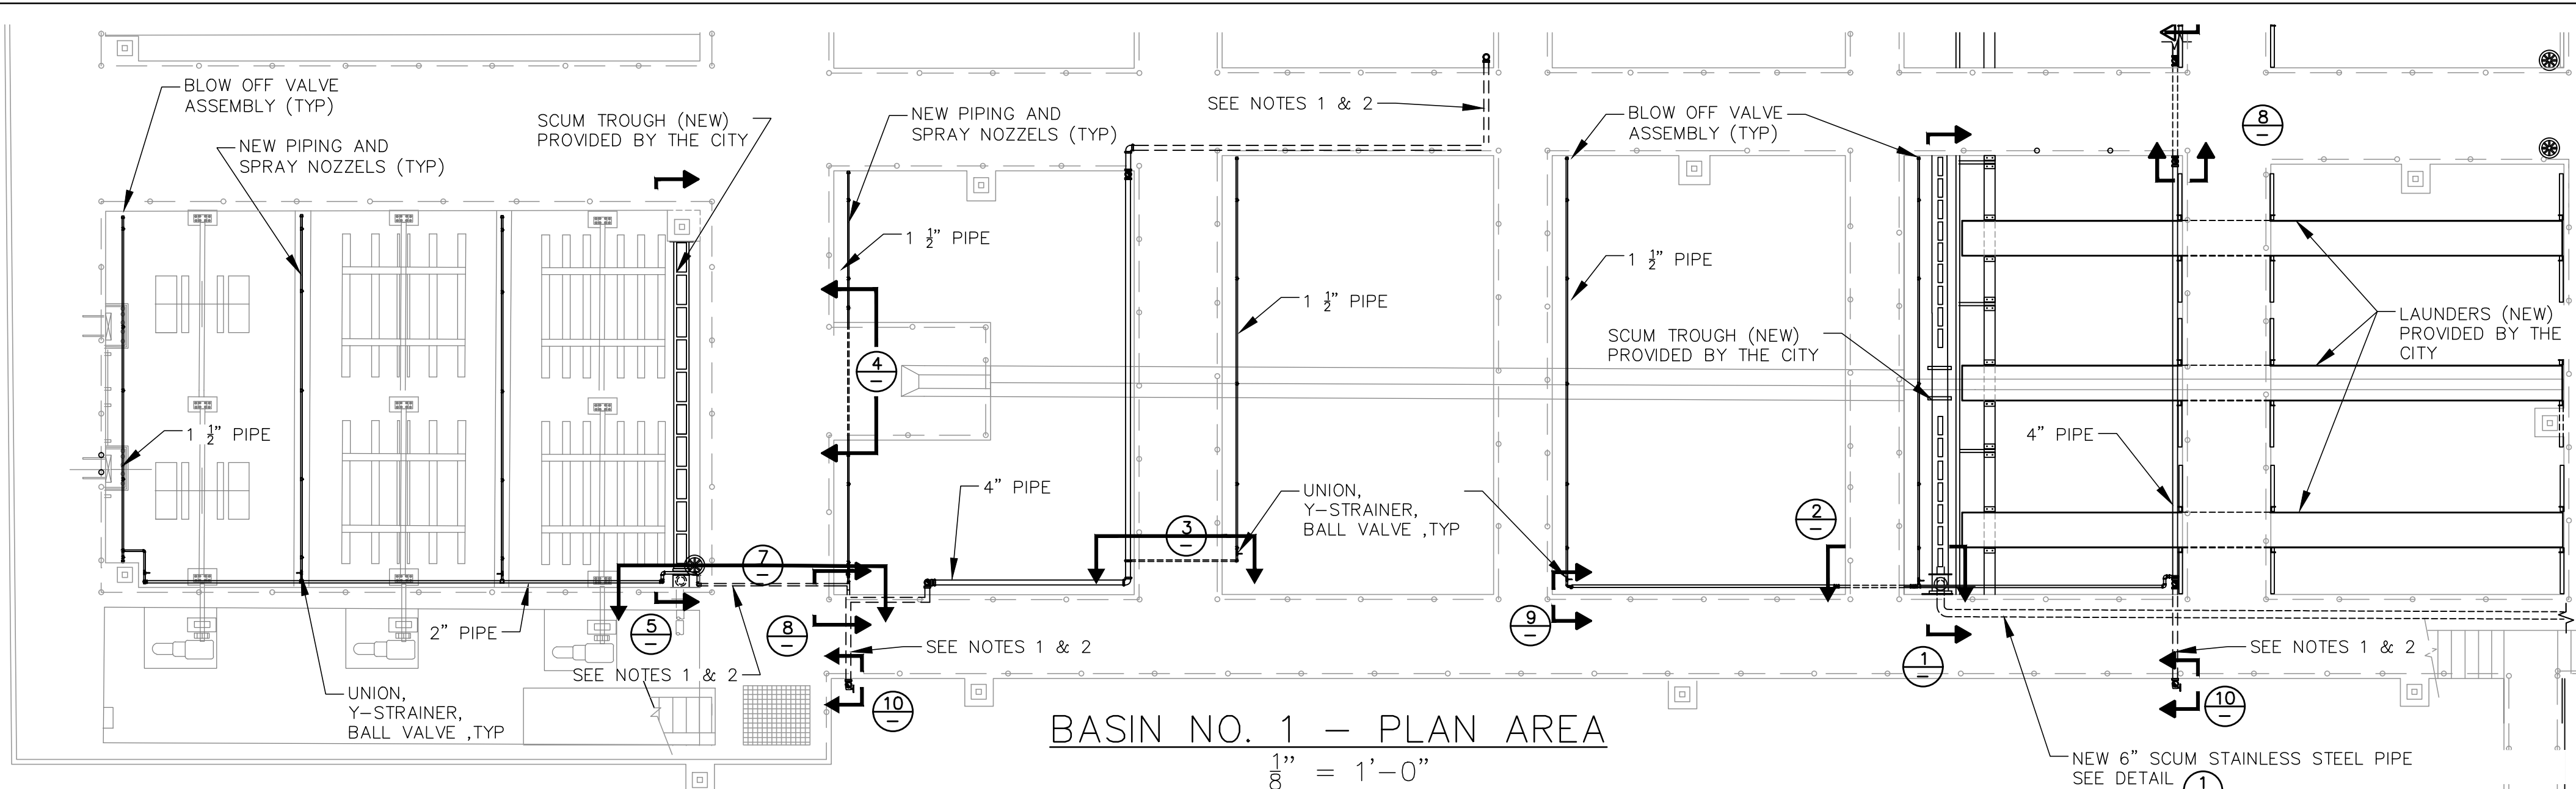 BLOW OFF VALVE
ASSEMBLY (TYP)
NEW PIPING AND
SPRAY NOZZELS (TYP)
SCUM TROUGH (NEW)
PROVIDED BY THE CITY
NEW PIPING AND
SPRAY NOZZELS (TYP)
SEE NOTES 1 & 2
BLOW OFF VALVE
ASSEMBLY (TYP)
8
–
1 1/2" PIPE
1 1/2" PIPE
1 1/2" PIPE
4
–
SCUM TROUGH (NEW)
PROVIDED BY THE CITY
LAUNDERS (NEW)
PROVIDED BY THE
CITY
1 1/2" PIPE
4" PIPE
4" PIPE
UNION,
Y-STRAINER,
BALL VALVE ,TYP
3
–
2
–
7
–
5
–
8
–
9
–
1
–
2" PIPE
SEE NOTES 1 & 2
SEE NOTES 1 & 2
SEE NOTES 1 & 2
UNION,
Y-STRAINER,
BALL VALVE ,TYP
10
–
10
–
BASIN NO. 1 – PLAN AREA
1/8" = 1'-0"
NEW 6" SCUM STAINLESS STEEL PIPE
SEE DETAIL 1